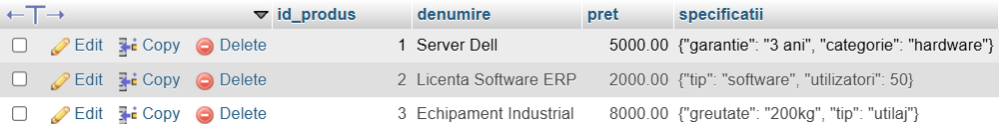 ←T→ id_produs denumire pret specificatii
Edit Copy Delete 1 Server Dell 5000.00 {"garantie": "3 ani", "categorie": "hardware"}
Edit Copy Delete 2 Licenta Software ERP 2000.00 {"tip": "software", "utilizatori": 50}
Edit Copy Delete 3 Echipament Industrial 8000.00 {"greutate": "200kg", "tip": "utilaj"}